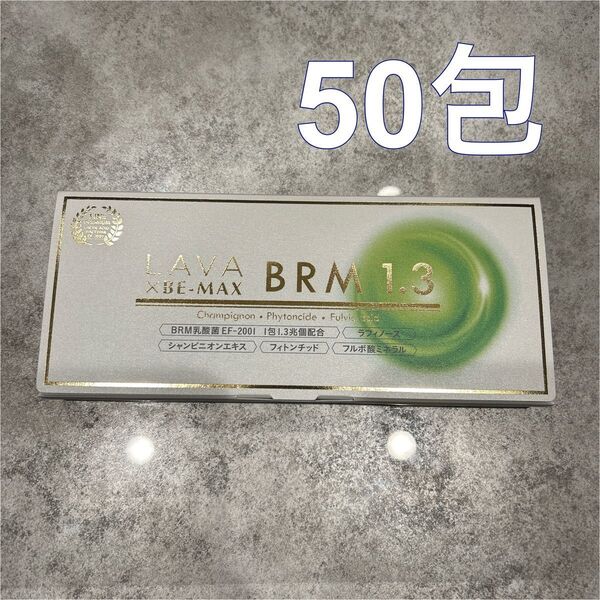 50包
LAVA
×BE-MAX BRM 1.3
Champignon・Phytoncide・Fulvic
BRM乳酸菌EF-2001 1包1.3兆個配合 ラフィノース
シャンピニオンエキス フィトンチッド フルボ酸ミネラル